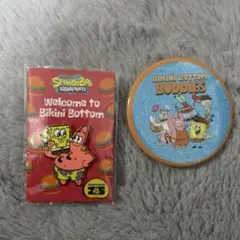 SpongeBob
SQUAREPANTS
Welcome to
Bikini Bottom
BIKINI BOTTOM
BUDDIES